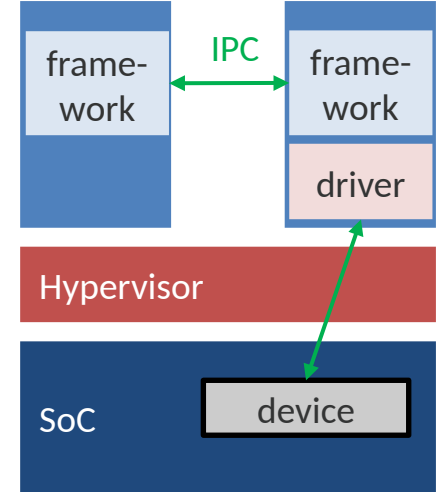 frame-
work
IPC
frame-
work
driver
Hypervisor
SoC
device